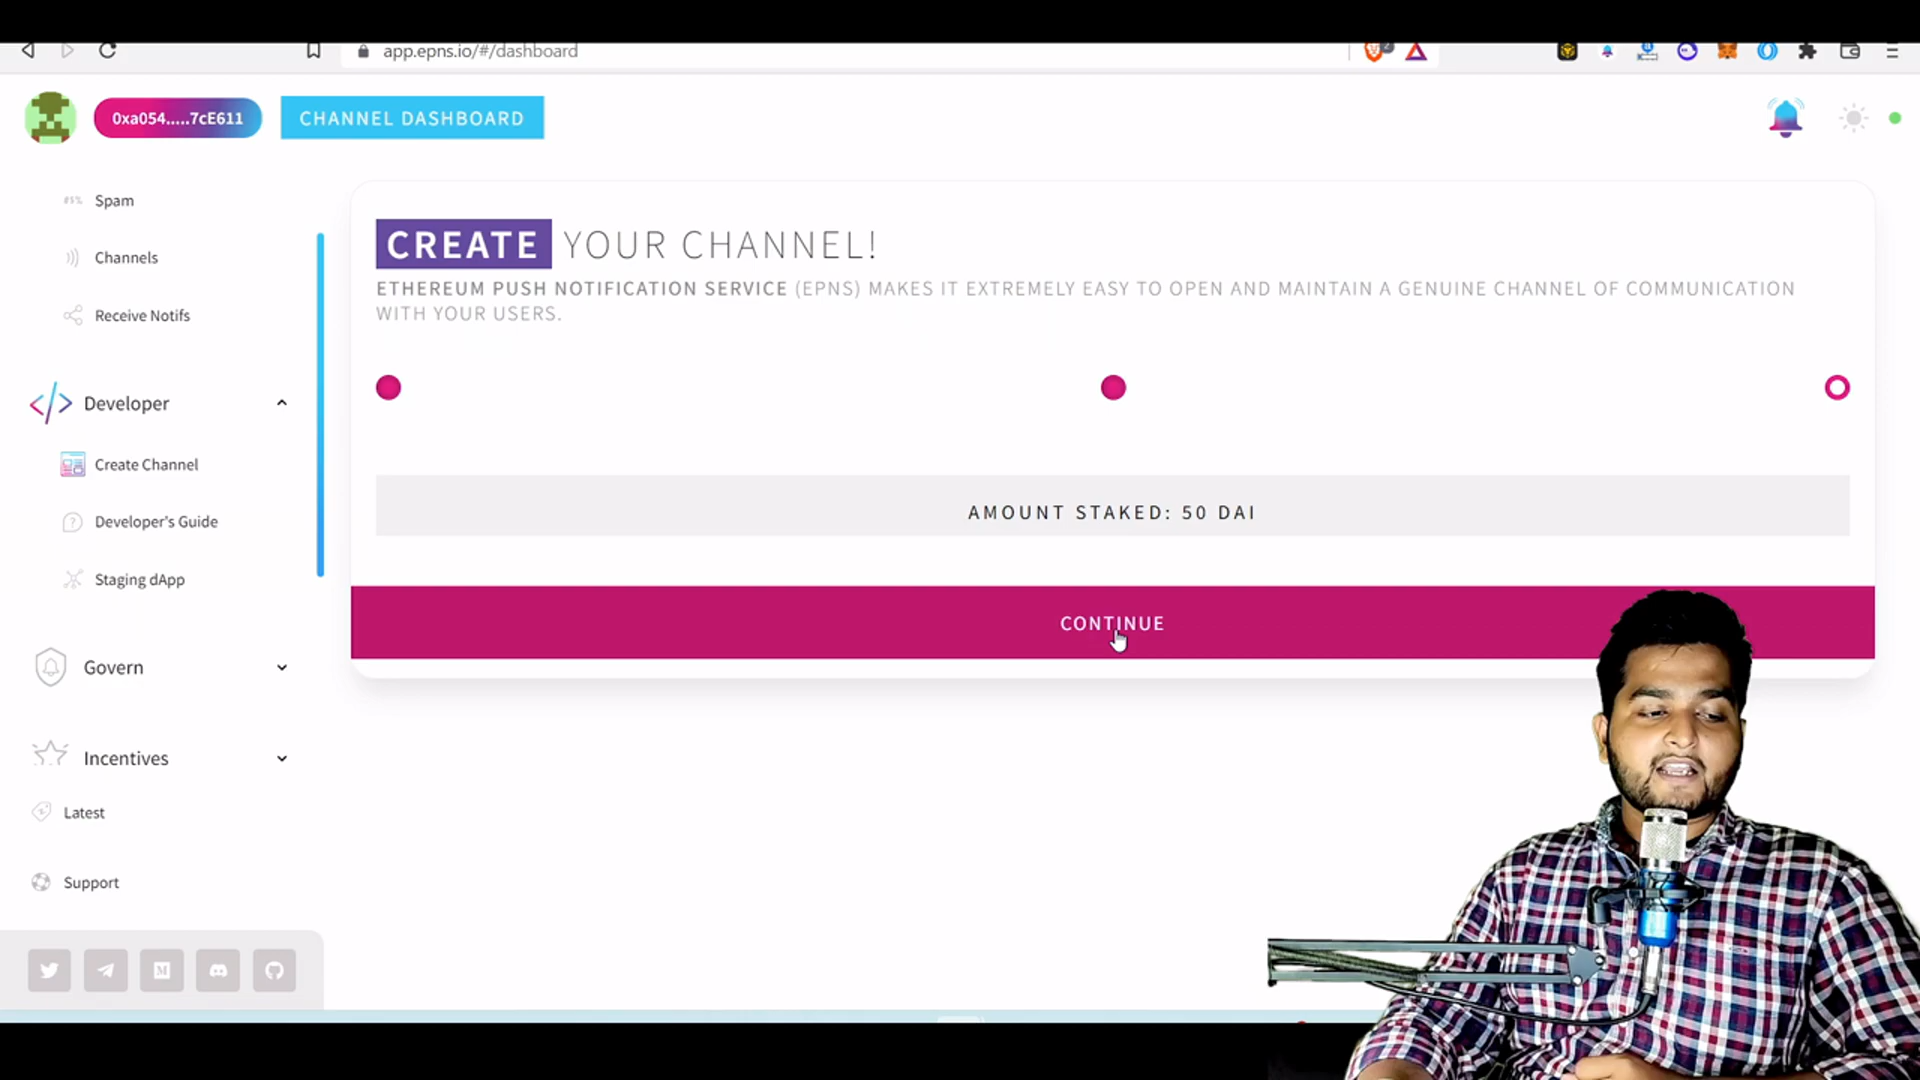 app.epns.io/#/dashboard
2
0xa054.....7cE611
CHANNEL DASHBOARD
Spam
Channels
Receive Notifs
Developer
Create Channel
Developer's Guide
Staging dApp
Govern
Incentives
Latest
Support
CREATE YOUR CHANNEL!
ETHEREUM PUSH NOTIFICATION SERVICE (EPNS) MAKES IT EXTREMELY EASY TO OPEN AND MAINTAIN A GENUINE CHANNEL OF COMMUNICATION
WITH YOUR USERS.
AMOUNT STAKED: 50 DAI
CONTINUE